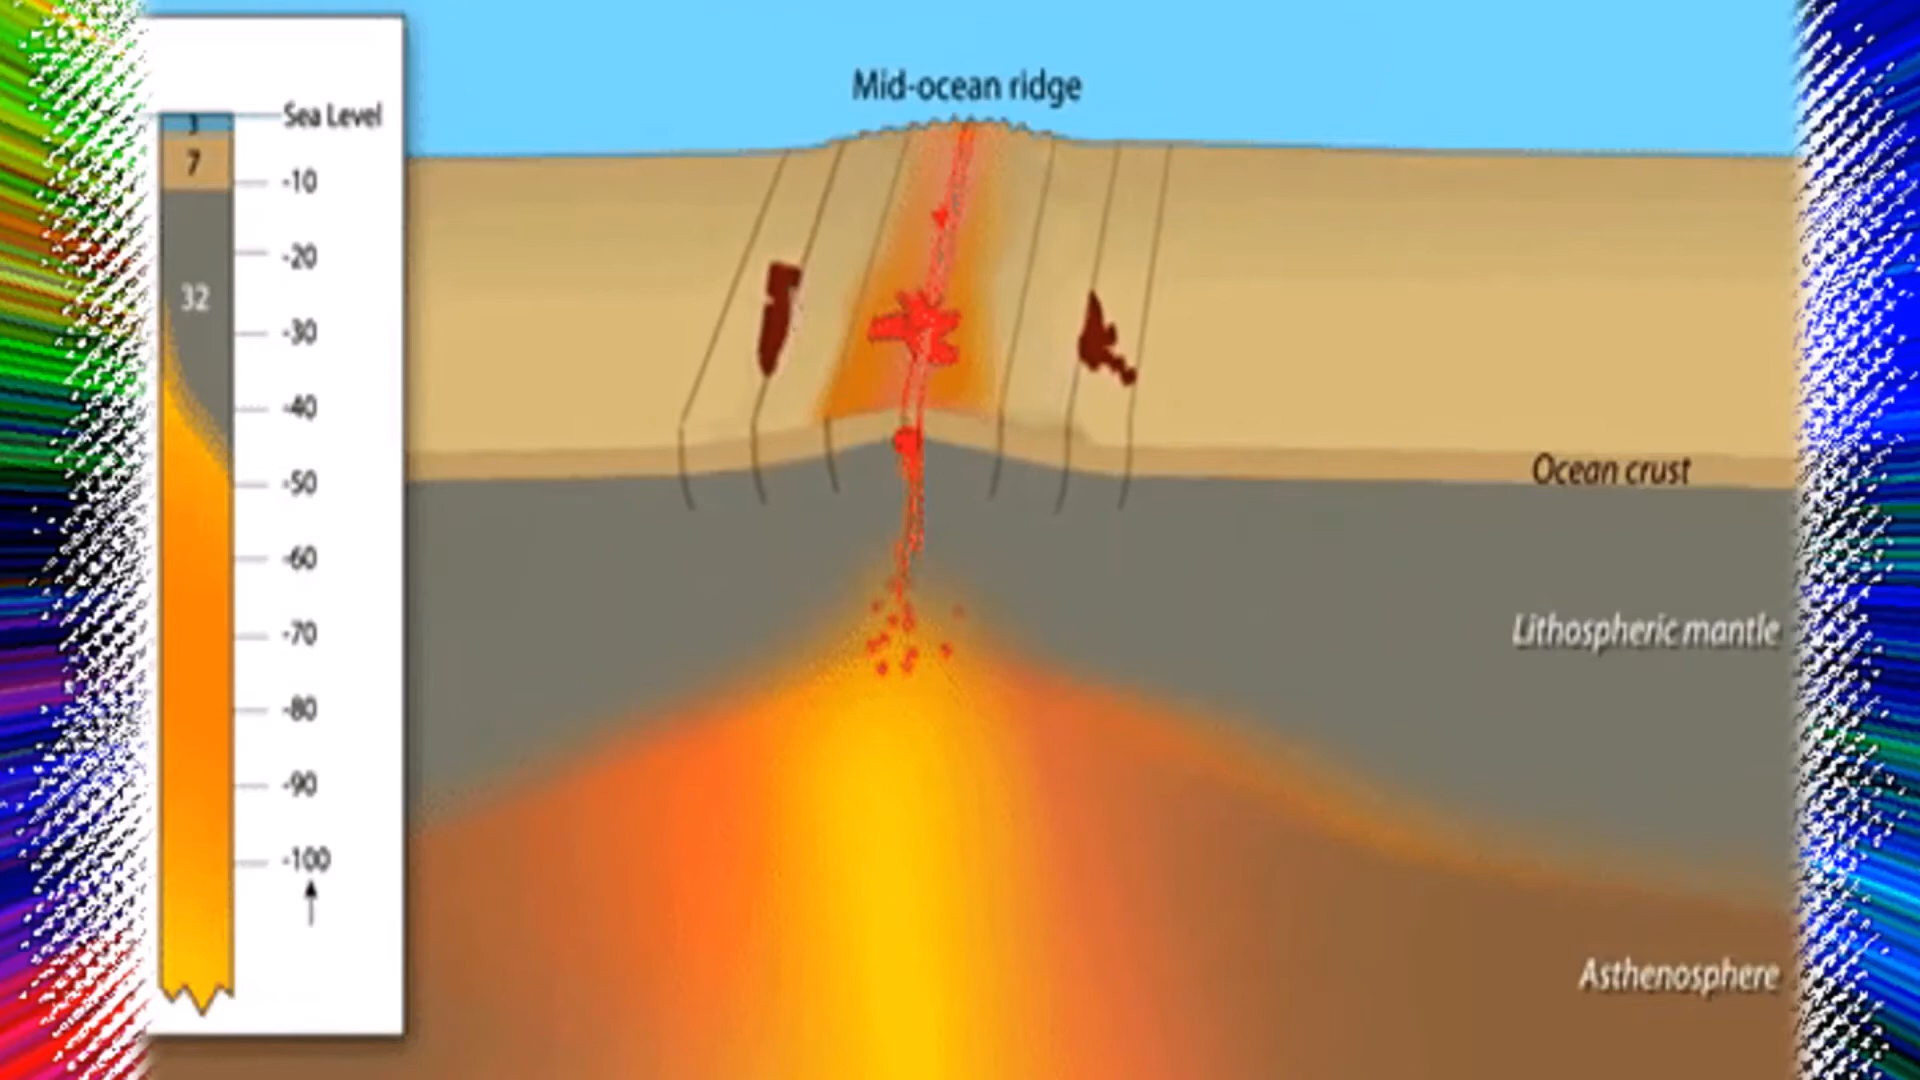 Mid-ocean ridge
Sea Level
3
7
-10
-20
32
-30
-40
-50
-60
-70
-80
-90
-100
Ocean crust
Lithospheric mantle
Asthenosphere